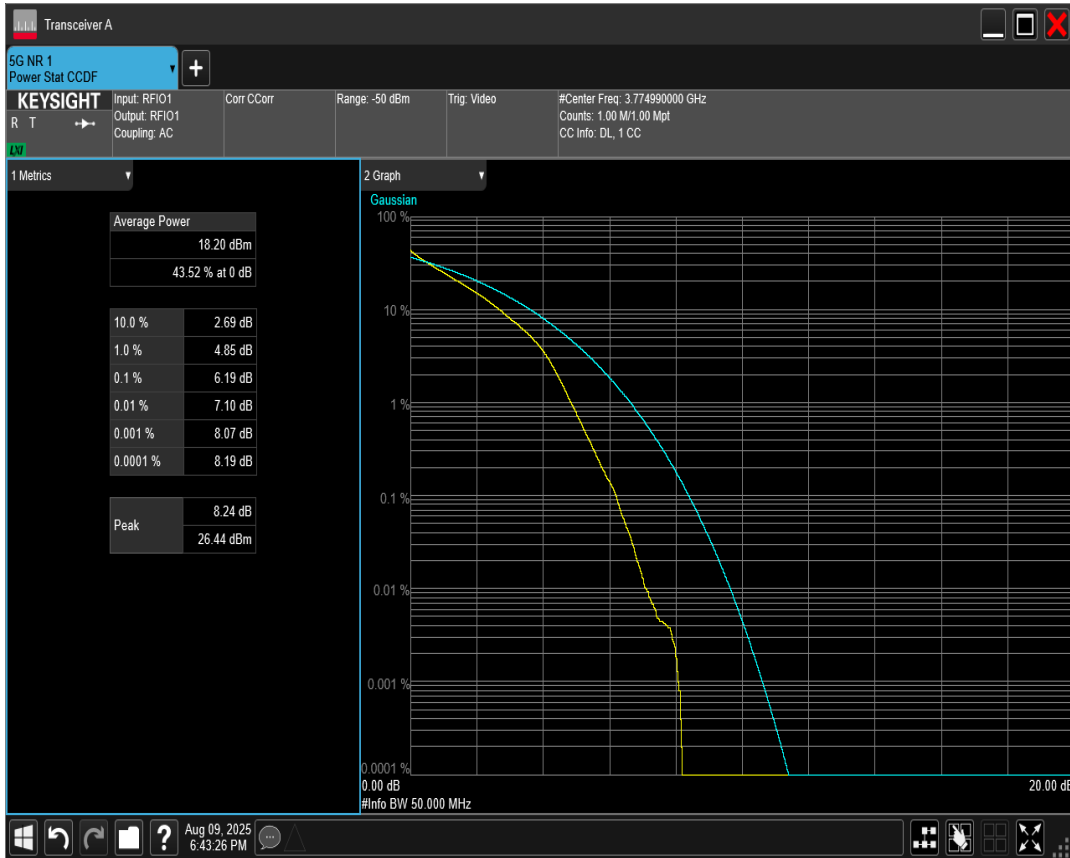 Transceiver A
5G NR 1
Power Stat CCDF
KEYSIGHT
R T
LXI
Input: RFIO1
Output: RFIO1
Coupling: AC
Corr CCorr
Range: -50 dBm
Trig: Video
#Center Freq: 3.774990000 GHz
Counts: 1.00 M/1.00 Mpt
CC Info: DL, 1 CC
1 Metrics
Average Power
18.20 dBm
43.52 % at 0 dB
10.0 % 2.69 dB
1.0 % 4.85 dB
0.1 % 6.19 dB
0.01 % 7.10 dB
0.001 % 8.07 dB
0.0001 % 8.19 dB
Peak
8.24 dB
26.44 dBm
2 Graph
Gaussian
100 %
10 %
1 %
0.1 %
0.01 %
0.001 %
0.0001 %
0.00 dB
20.00 dB
#Info BW 50.000 MHz
?
Aug 09, 2025
6:43:26 PM